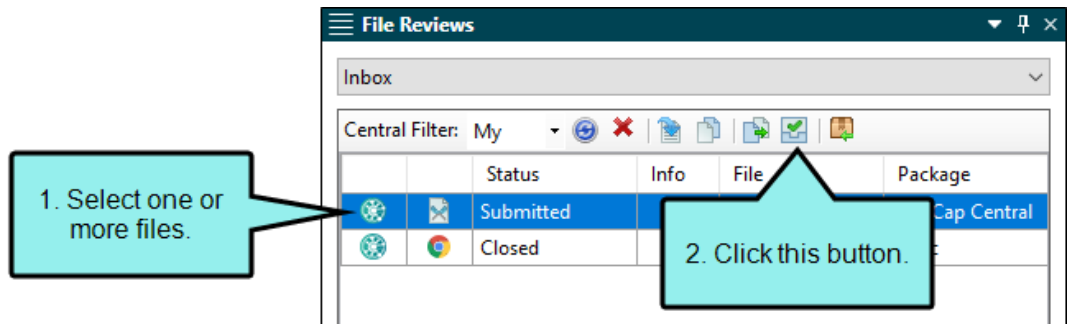 File Reviews
Inbox
Central Filter: My
Status Info File Package
Submitted Cap Central
Closed
1. Select one or
more files.
2. Click this button.